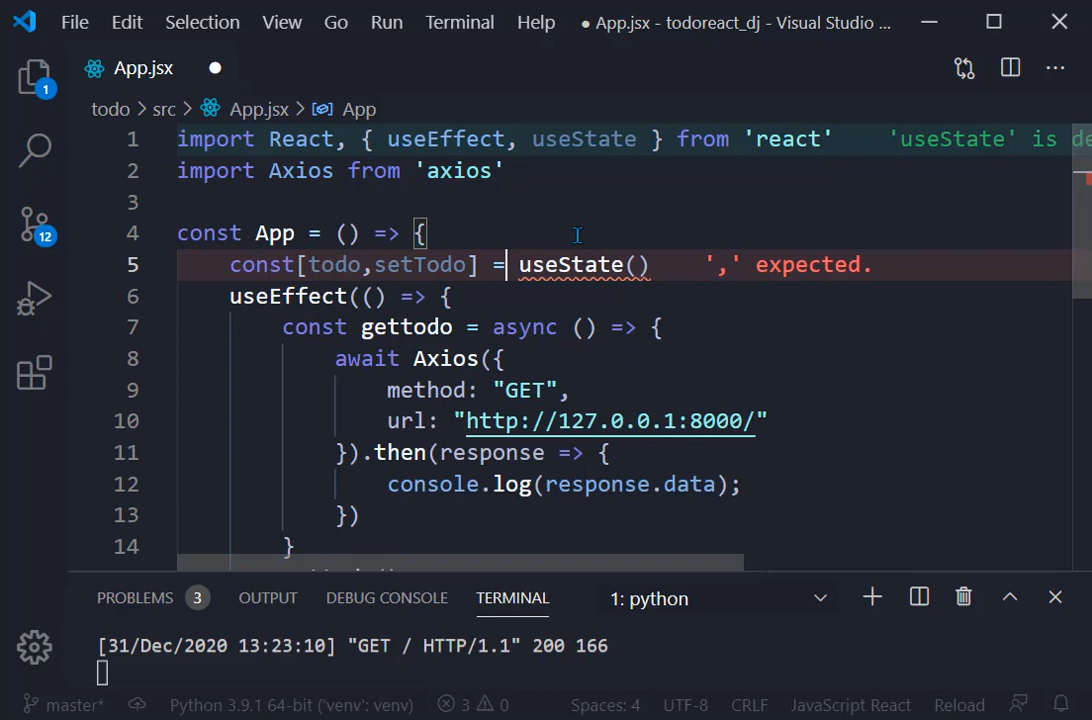 File Edit Selection View Go Run Terminal Help ● App.jsx - todoreact_dj - Visual Studio ...
App.jsx ●
1
12
todo > src > App.jsx > App
1 import React, { useEffect, useState } from 'react' 'useState' is de
2 import Axios from 'axios'
3
4 const App = () => {
5 const[todo,setTodo] = useState() ',' expected.
6 useEffect(() => {
7 const gettodo = async () => {
8 await Axios({
9 method: "GET",
10 url: "http://127.0.0.1:8000/"
11 }).then(response => {
12 console.log(response.data);
13 })
14 }
PROBLEMS 3 OUTPUT DEBUG CONSOLE TERMINAL 1: python
[31/Dec/2020 13:23:10] "GET / HTTP/1.1" 200 166
master* Python 3.9.1 64-bit ('venv': venv) 3 0 Spaces: 4 UTF-8 CRLF JavaScript React Reload